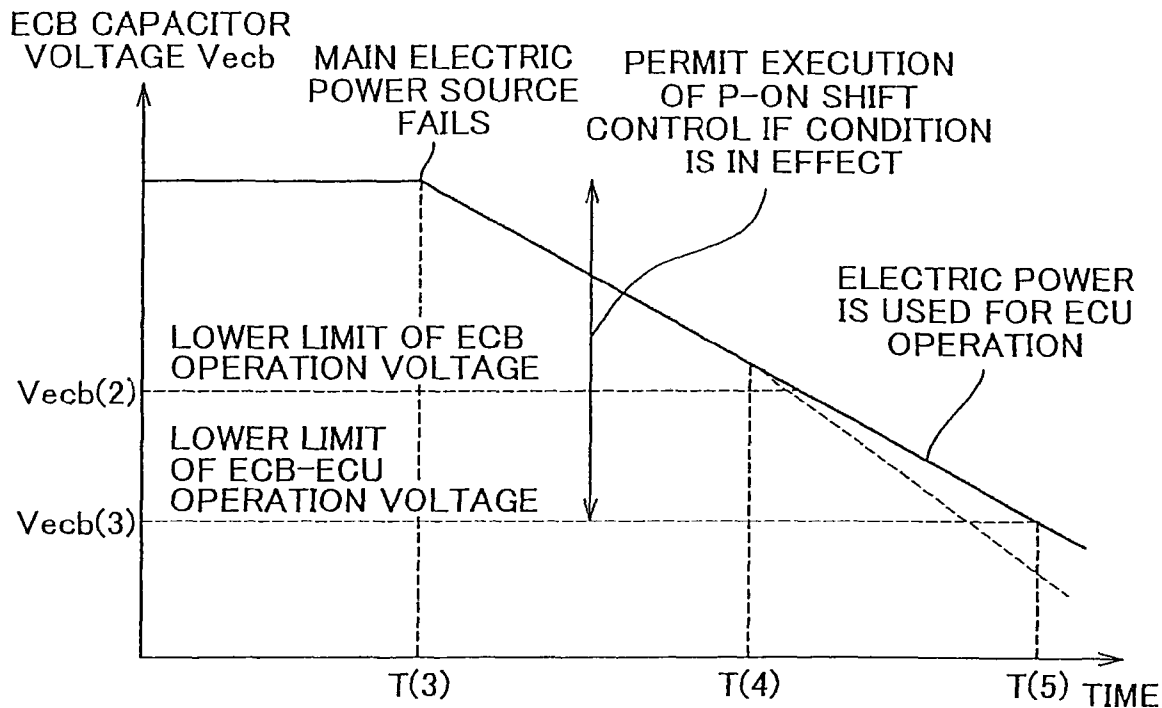 ECB CAPACITOR
VOLTAGE Vecb
MAIN ELECTRIC
POWER SOURCE
FAILS
PERMIT EXECUTION
OF P-ON SHIFT
CONTROL IF CONDITION
IS IN EFFECT
ELECTRIC POWER
IS USED FOR ECU
OPERATION
LOWER LIMIT OF ECB
OPERATION VOLTAGE
Vecb(2)
LOWER LIMIT
OF ECB-ECU
OPERATION VOLTAGE
Vecb(3)
T(3)
T(4)
T(5)
TIME